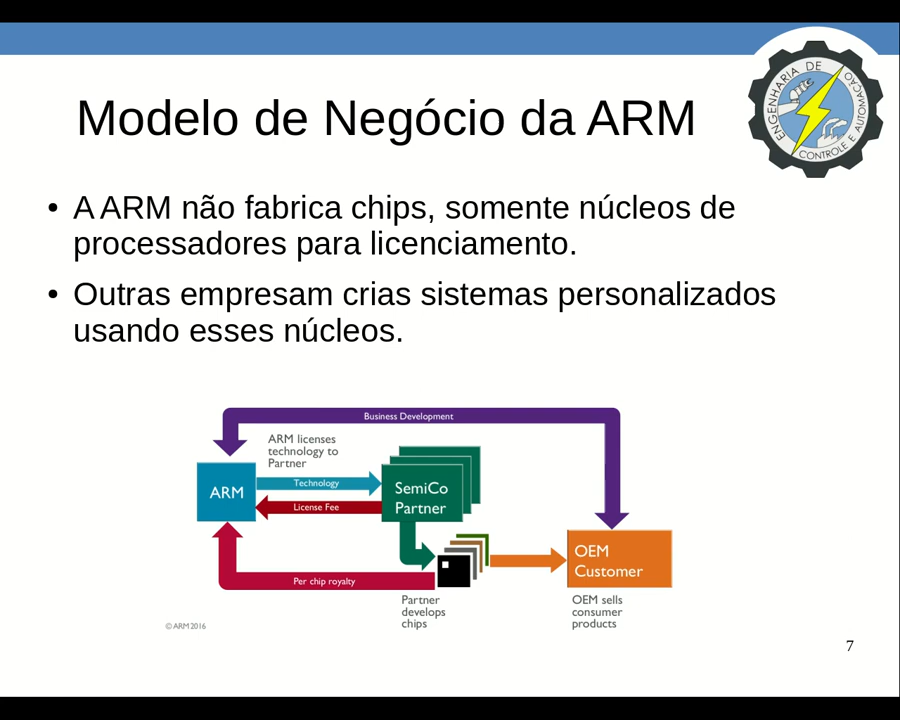 ENGENHARIA DE
CONTROLE E AUTOMAÇÃO
Modelo de Negócio da ARM
• A ARM não fabrica chips, somente núcleos de
processadores para licenciamento.
• Outras empresam crias sistemas personalizados
usando esses núcleos.
Business Development
ARM licenses
technology to
Partner
ARM
Technology
License Fee
SemiCo
Partner
OEM
Customer
Per chip royalty
Partner
develops
chips
OEM sells
consumer
products
© ARM 2016
7